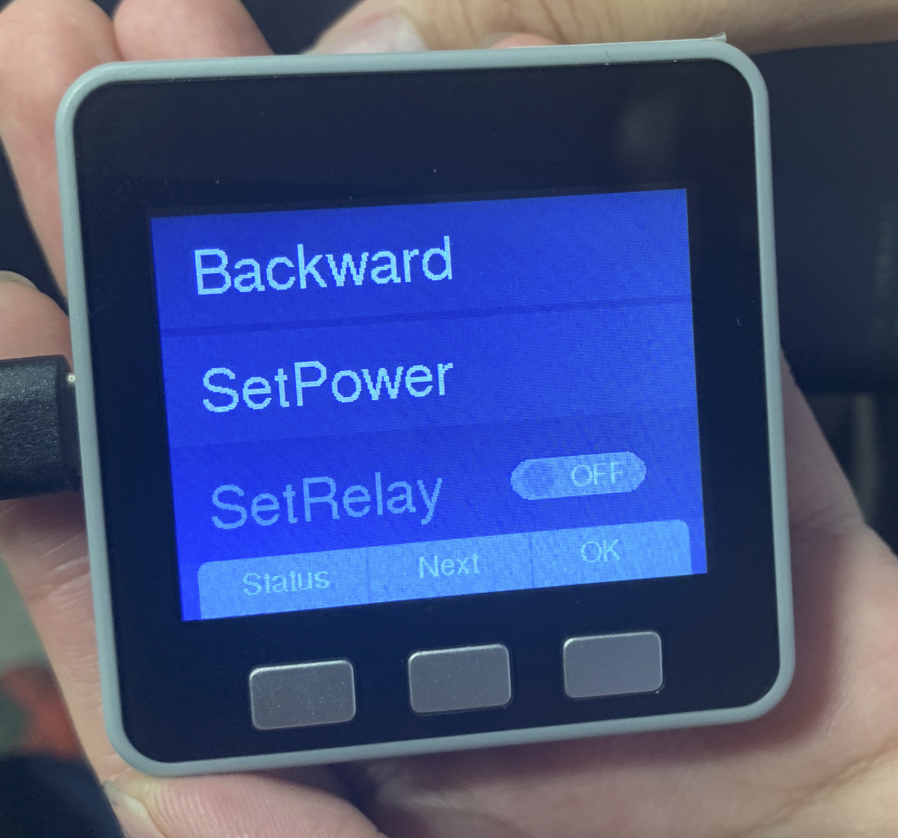 Backward
SetPower
SetRelay OFF
Status Next OK